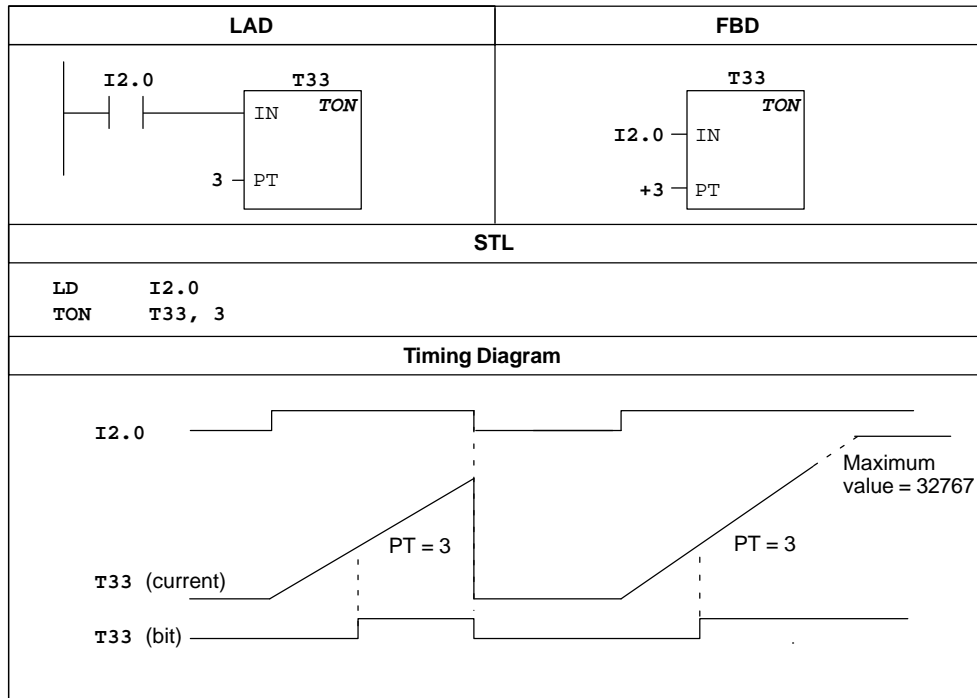 LAD
FBD
I2.0
T33
IN
TON
3
PT
T33
TON
I2.0
IN
+3
PT
STL
LD I2.0
TON T33, 3
Timing Diagram
I2.0
Maximum
value = 32767
PT = 3
PT = 3
T33 (current)
T33 (bit)